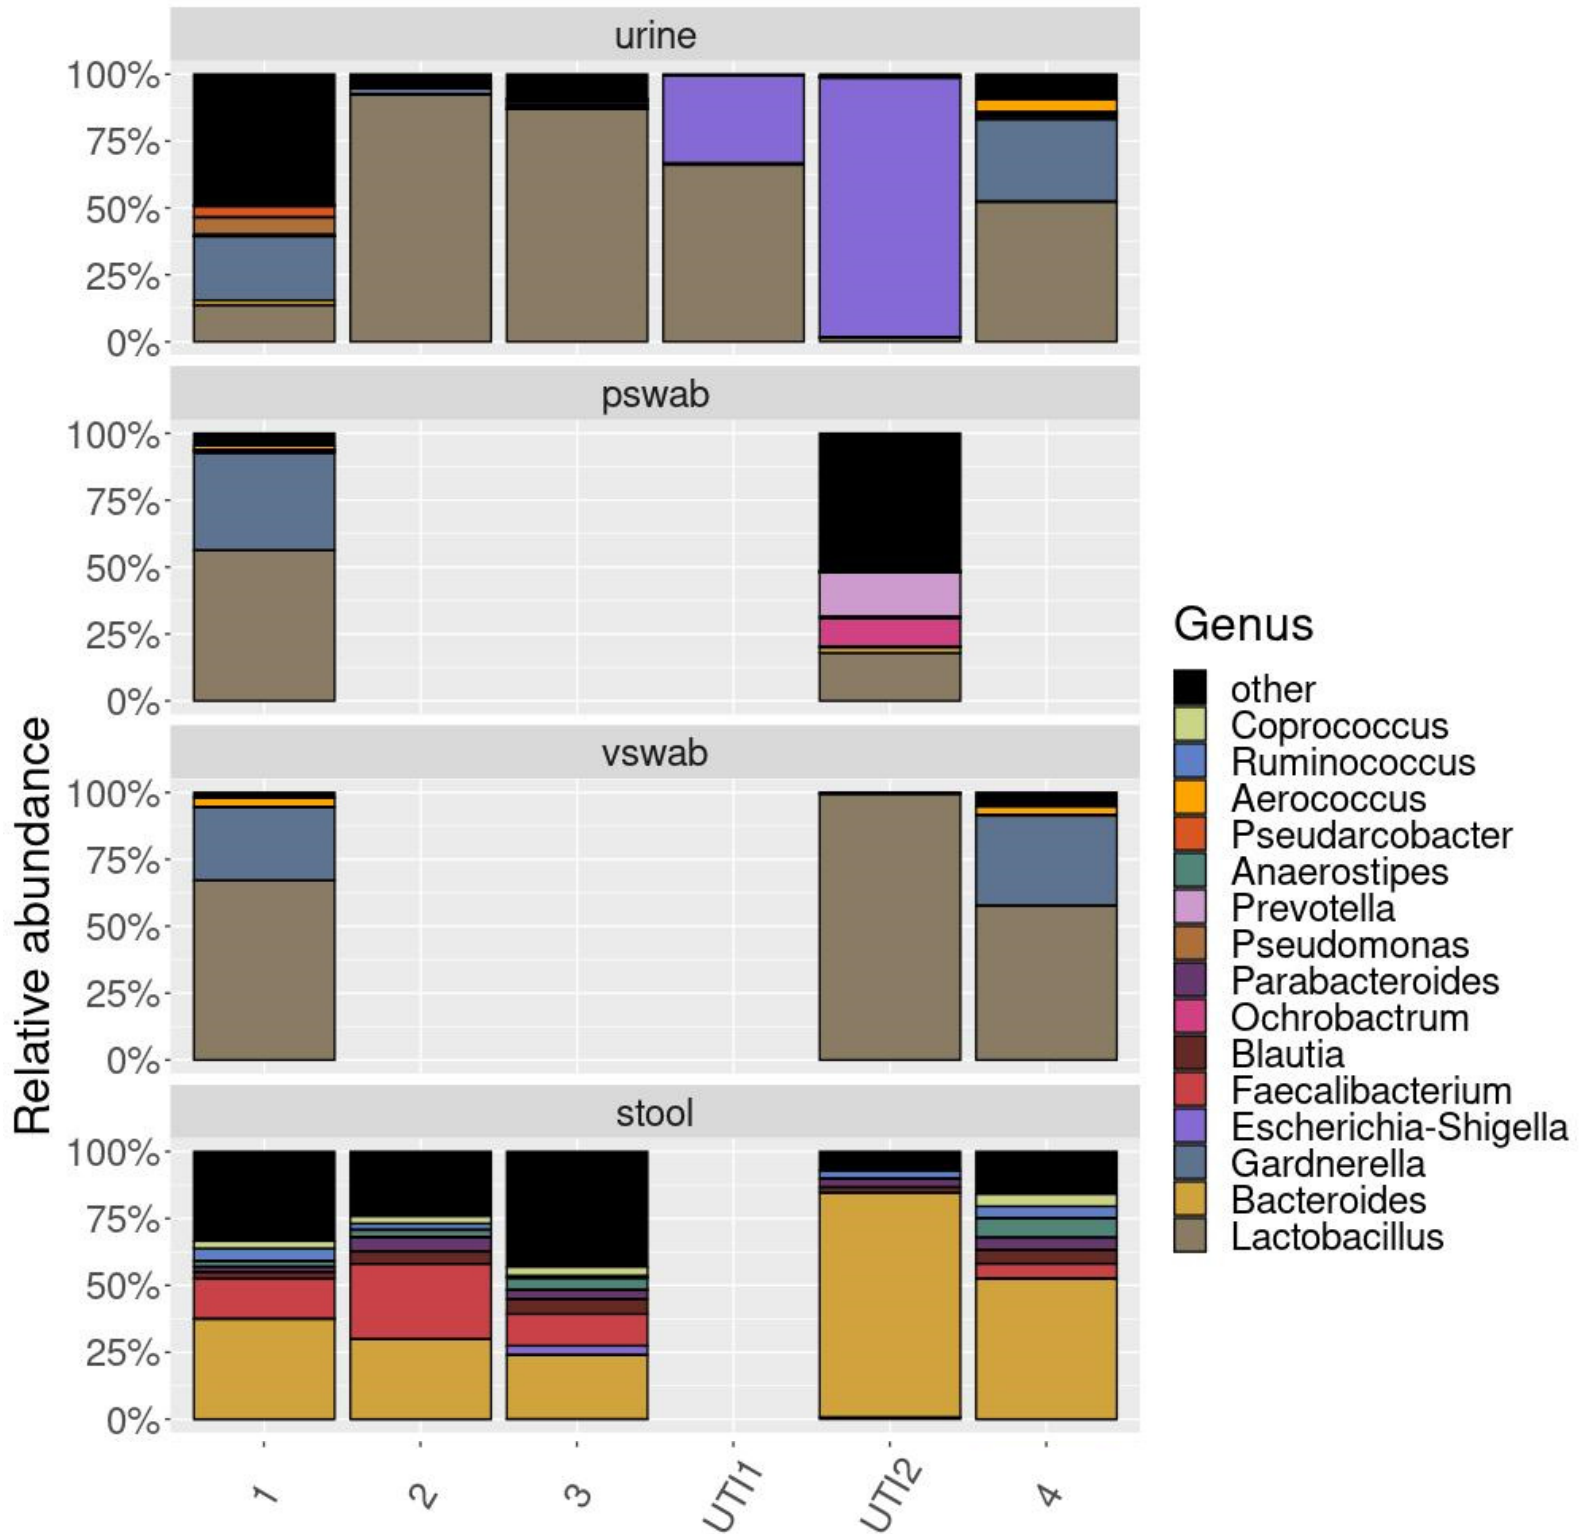 urine
100%
75%
50%
25%
0%
pswab
100%
75%
50%
25%
0%
vswab
100%
75%
50%
25%
0%
stool
100%
75%
50%
25%
0%
Relative abundance
1
2
3
UTI1
UTI2
4
Genus
other
Coprococcus
Ruminococcus
Aerococcus
Pseudarcobacter
Anaerostipes
Prevotella
Pseudomonas
Parabacteroides
Ochrobactrum
Blautia
Faecalibacterium
Escherichia-Shigella
Gardnerella
Bacteroides
Lactobacillus